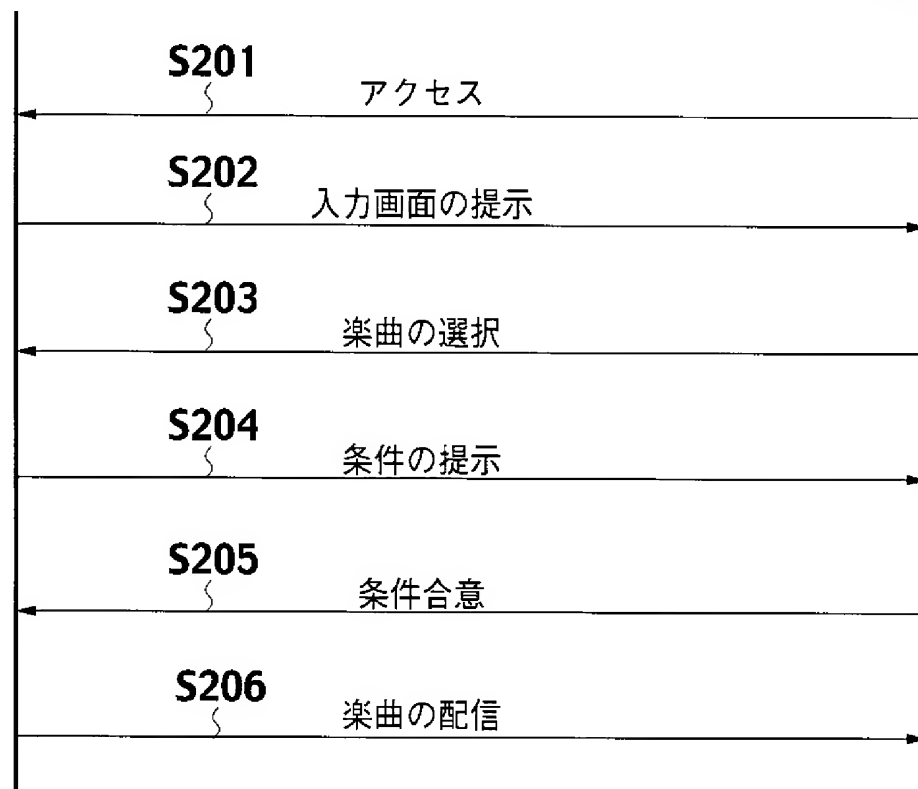 S201
アクセス
S202
入力画面の提示
S203
楽曲の選択
S204
条件の提示
S205
条件合意
S206
楽曲の配信